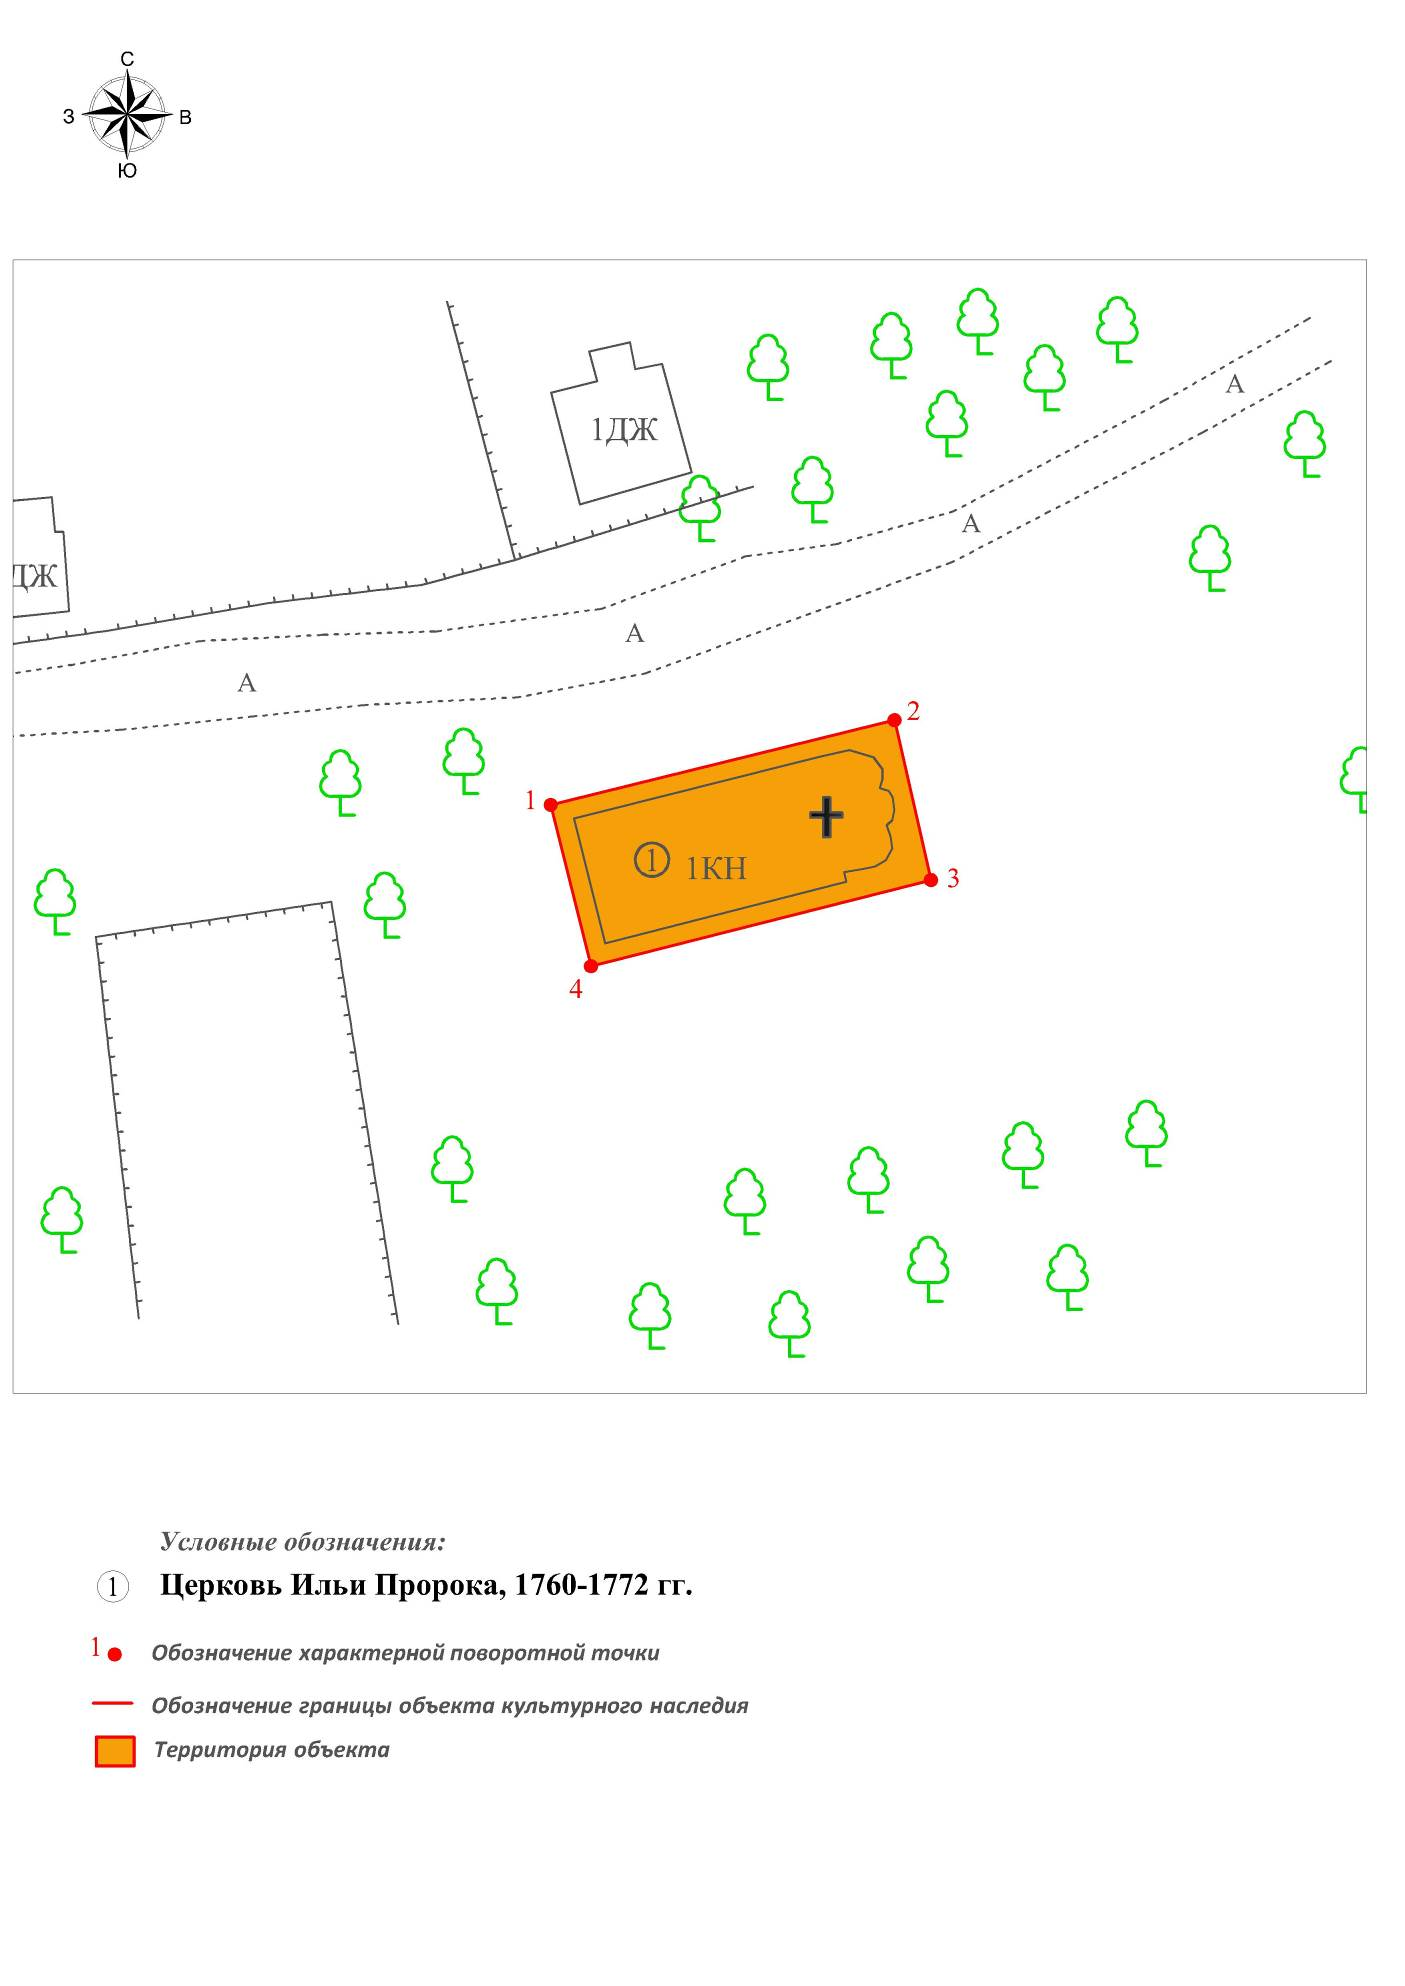 С
З
В
Ю
1ДЖ
А
А
ДЖ
А
А
2
1
1
1КН
3
4
Условные обозначения:
1 Церковь Ильи Пророка, 1760-1772 гг.
1 Обозначение характерной поворотной точки
Обозначение границы объекта культурного наследия
Территория объекта